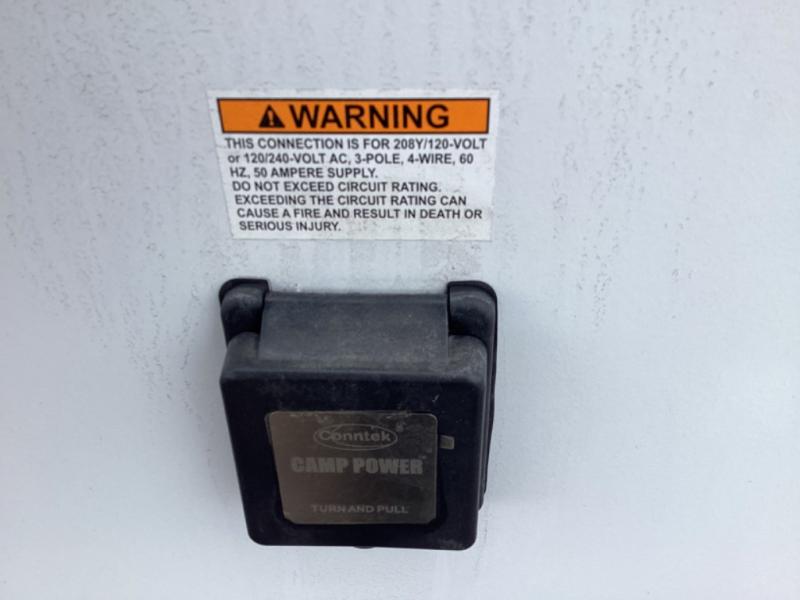 WARNING
THIS CONNECTION IS FOR 208Y/120-VOLT
or 120/240-VOLT AC, 3-POLE, 4-WIRE, 60
HZ, 50 AMPERE SUPPLY.
DO NOT EXCEED CIRCUIT RATING.
EXCEEDING THE CIRCUIT RATING CAN
CAUSE A FIRE AND RESULT IN DEATH OR
SERIOUS INJURY.
Conntek®
CAMP POWER™
TURN AND PULL